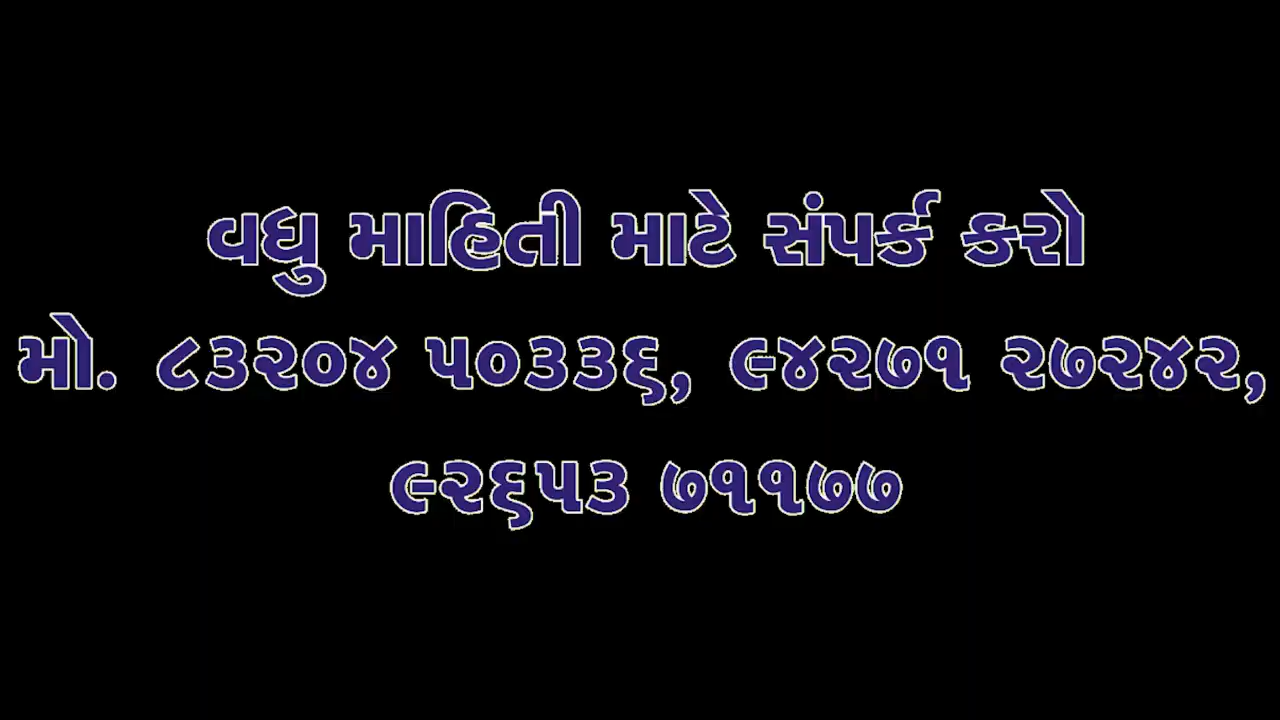 વધુ માહિતી માટે સંપર્ક કરો
મો. ૮૩૨૦૪ ૫૦૩૩૬, ૯૪૨૭૧ ૨૭૨૪૨,
૯૨૬૫૩ ૭૧૧૭૭